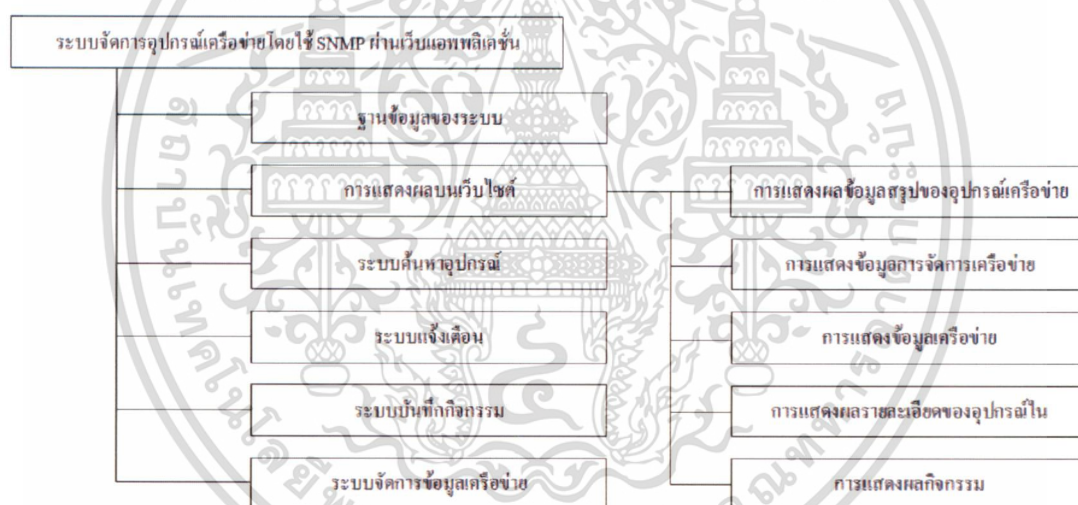 ระบบจัดการอุปกรณ์เครือข่ายโดยใช้ SNMP ผ่านเว็บแอพพลิเคชั่น
ฐานข้อมูลของระบบ
การแสดงผลบนเว็บไซต์
ระบบค้นหาอุปกรณ์
ระบบแจ้งเตือน
ระบบบันทึกกิจกรรม
ระบบจัดการข้อมูลเครือข่าย
การแสดงผลข้อมูลสรุปของอุปกรณ์เครือข่าย
การแสดงข้อมูลการจัดการเครือข่าย
การแสดงข้อมูลเครือข่าย
การแสดงผลรายละเอียดของอุปกรณ์ใน
การแสดงผลกิจกรรม